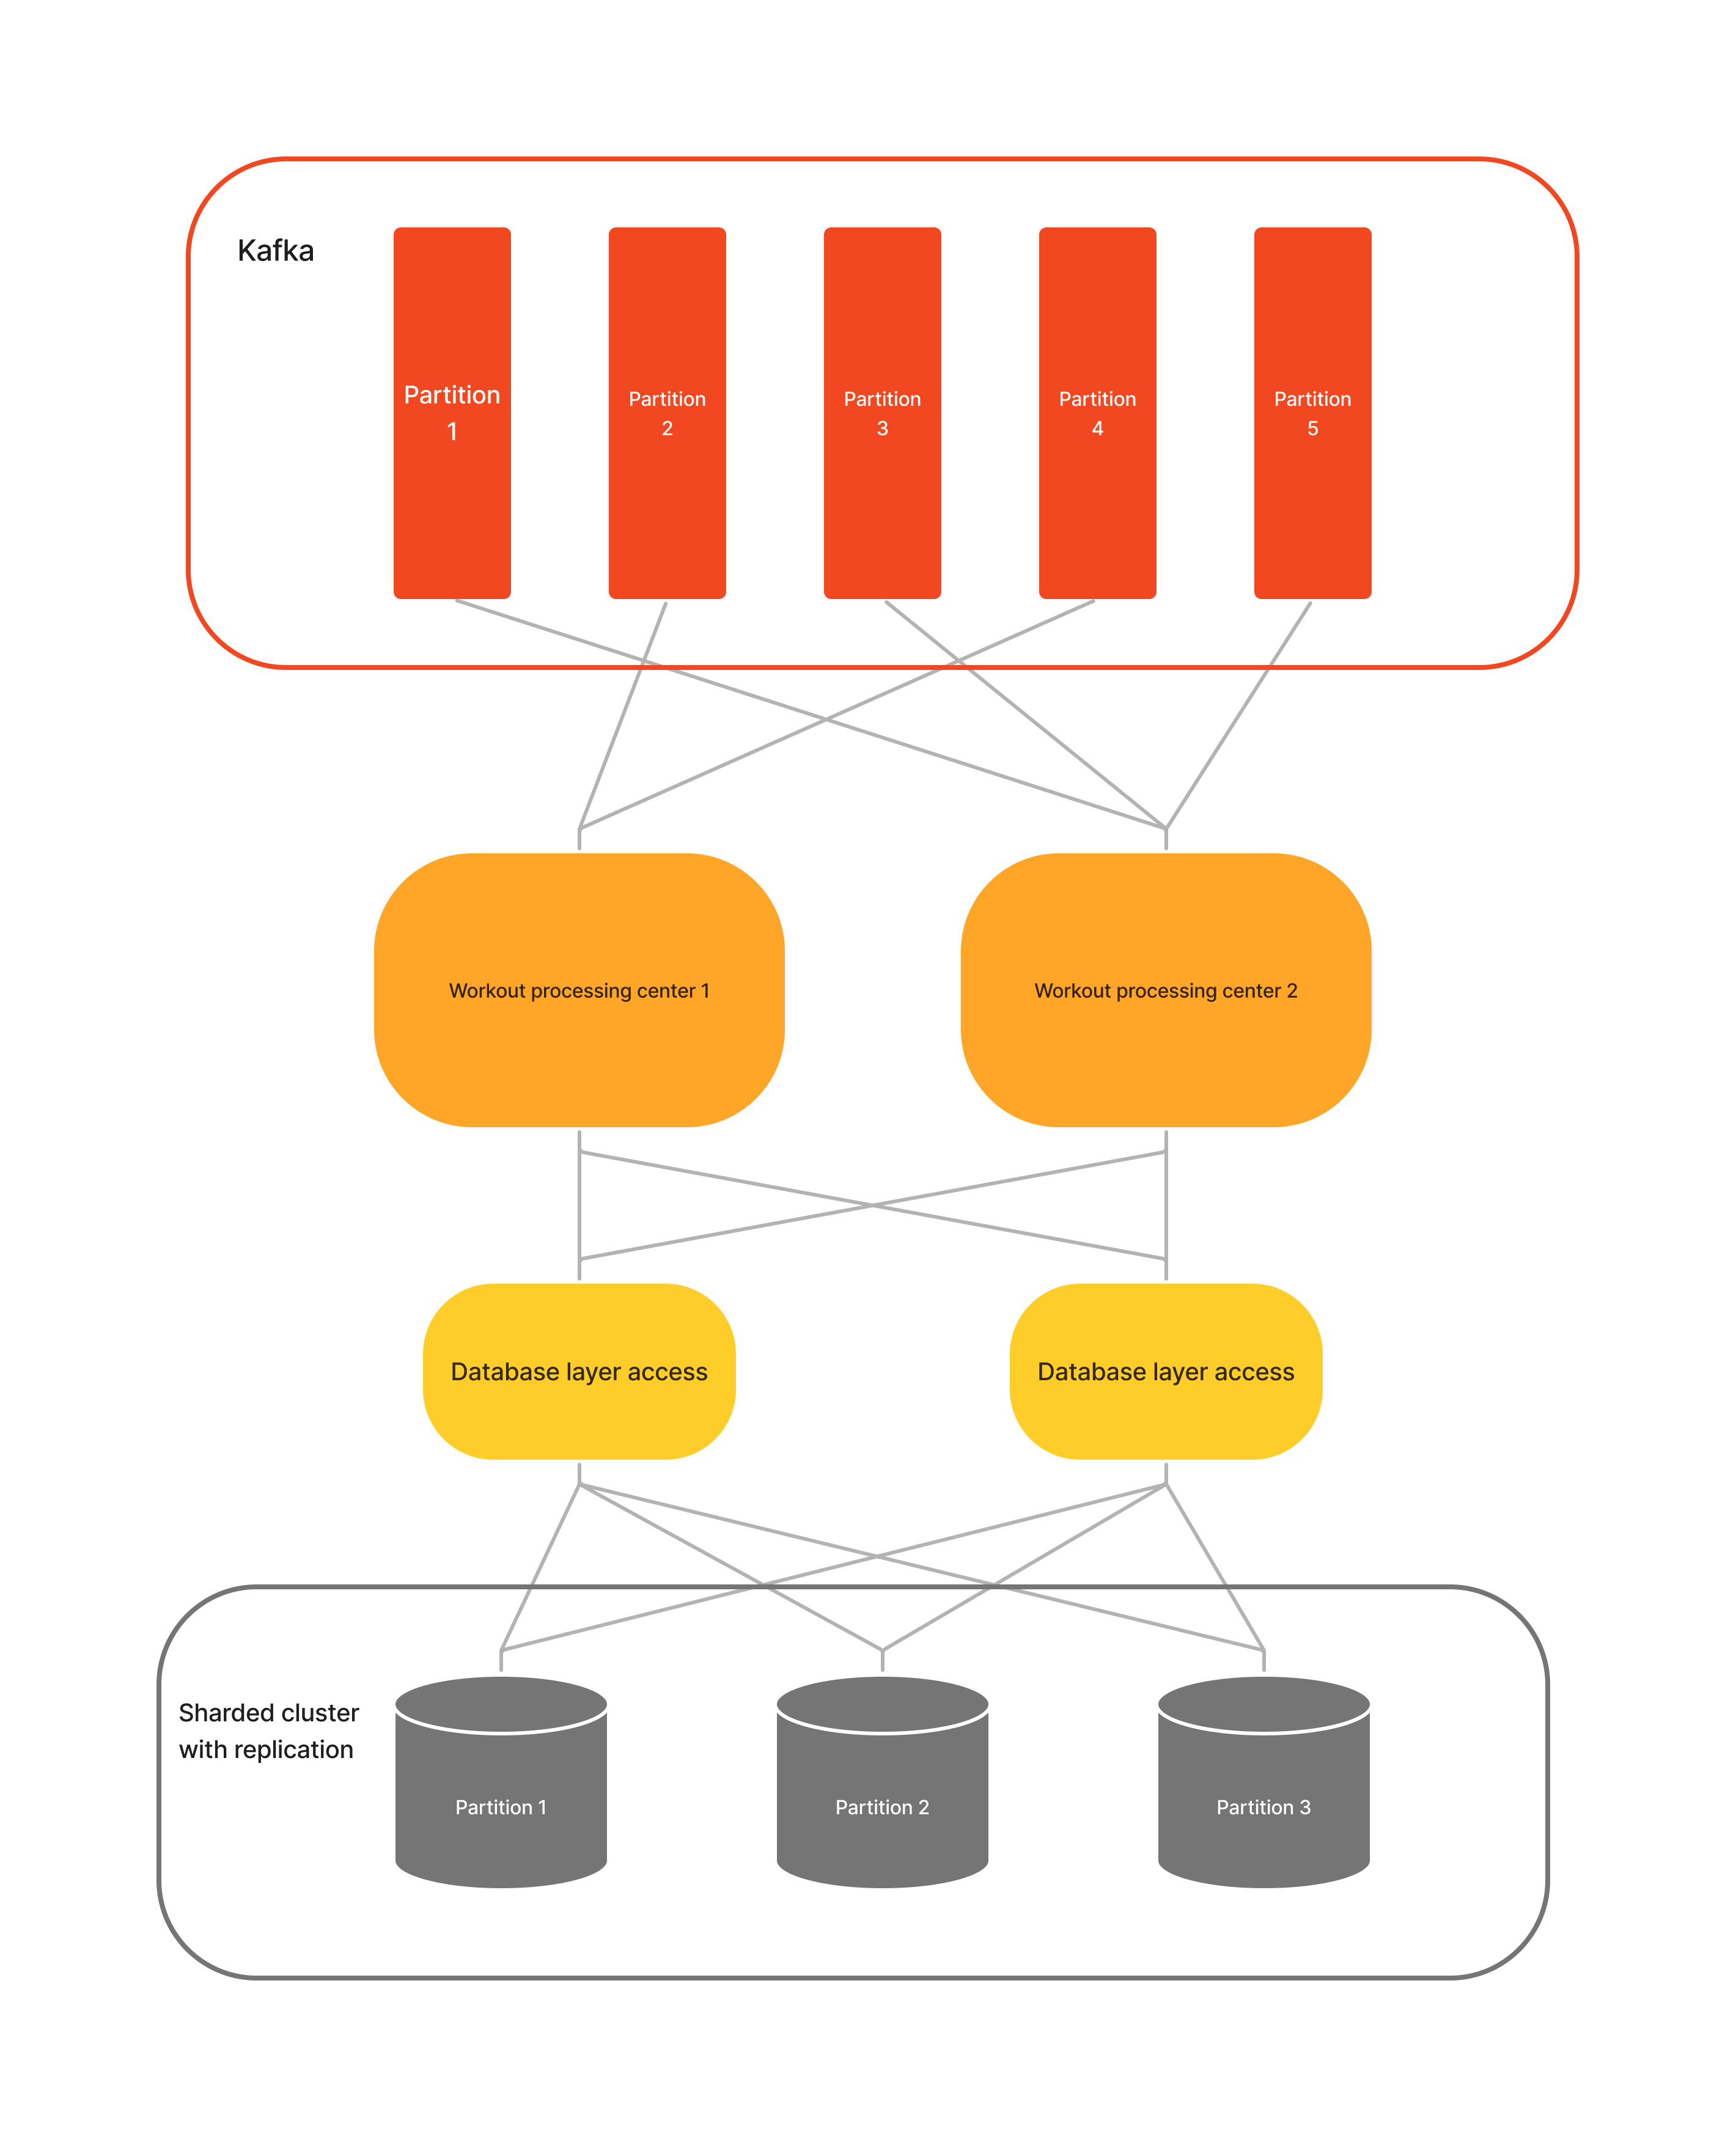 Kafka
Partition
1
Partition
2
Partition
3
Partition
4
Partition
5
Workout processing center 1
Workout processing center 2
Database layer access
Database layer access
Sharded cluster
with replication
Partition 1
Partition 2
Partition 3